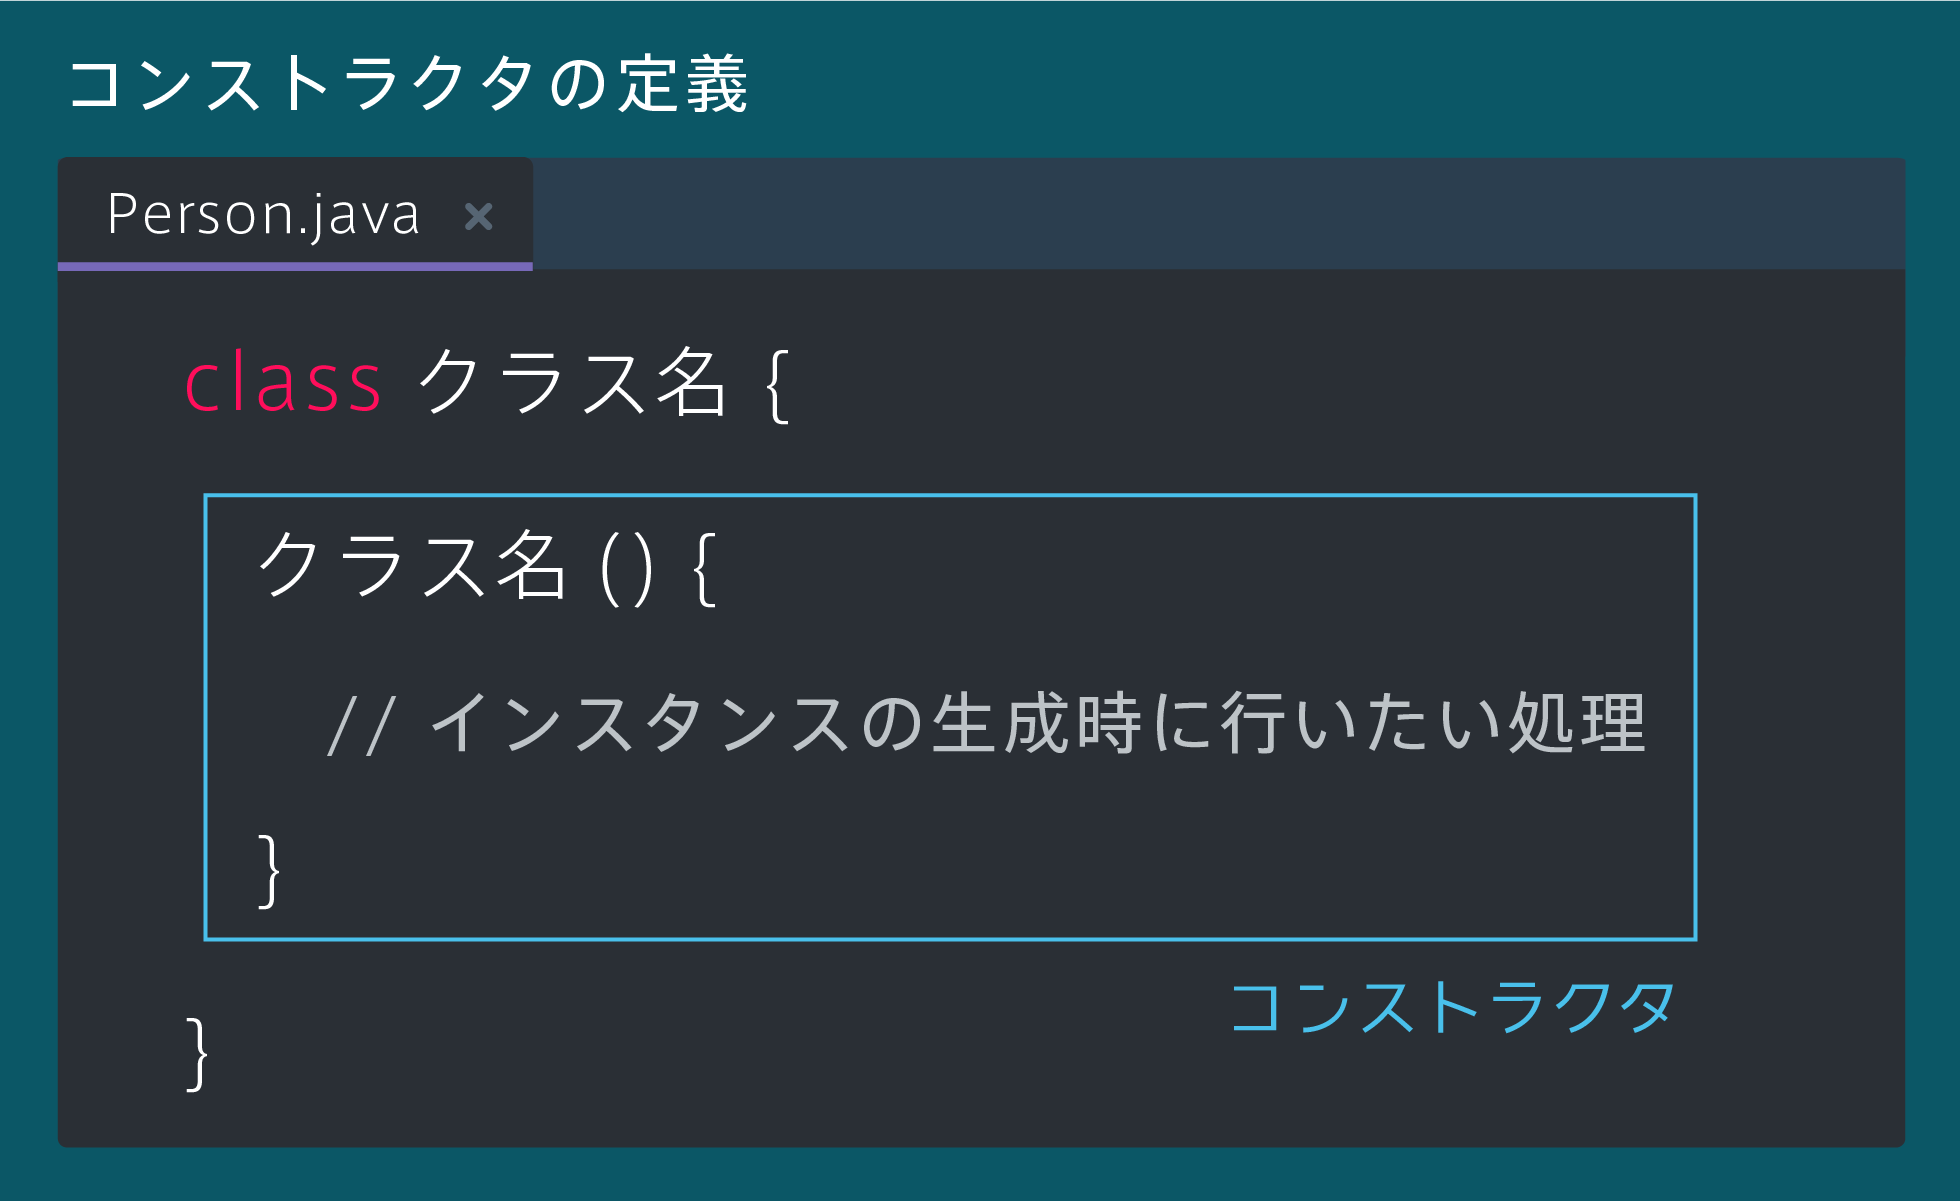 コンストラクタの定義
Person.java ×
class クラス名 {
クラス名 () {
// インスタンスの生成時に行いたい処理
}
コンストラクタ
}